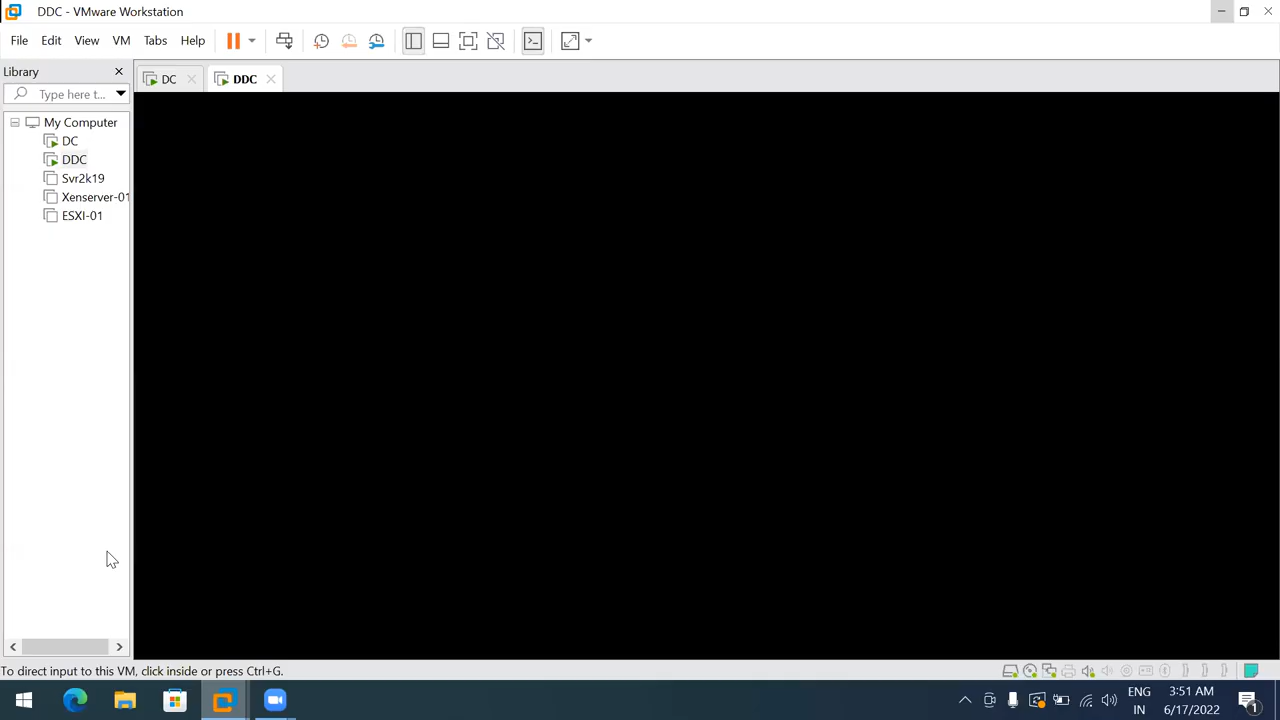 DDC - VMware Workstation
File Edit View VM Tabs Help
Library
DC
DDC
Type here t...
My Computer
DC
DDC
Svr2k19
Xenserver-01
ESXI-01
To direct input to this VM, click inside or press Ctrl+G.
ENG
IN
3:51 AM
6/17/2022
1